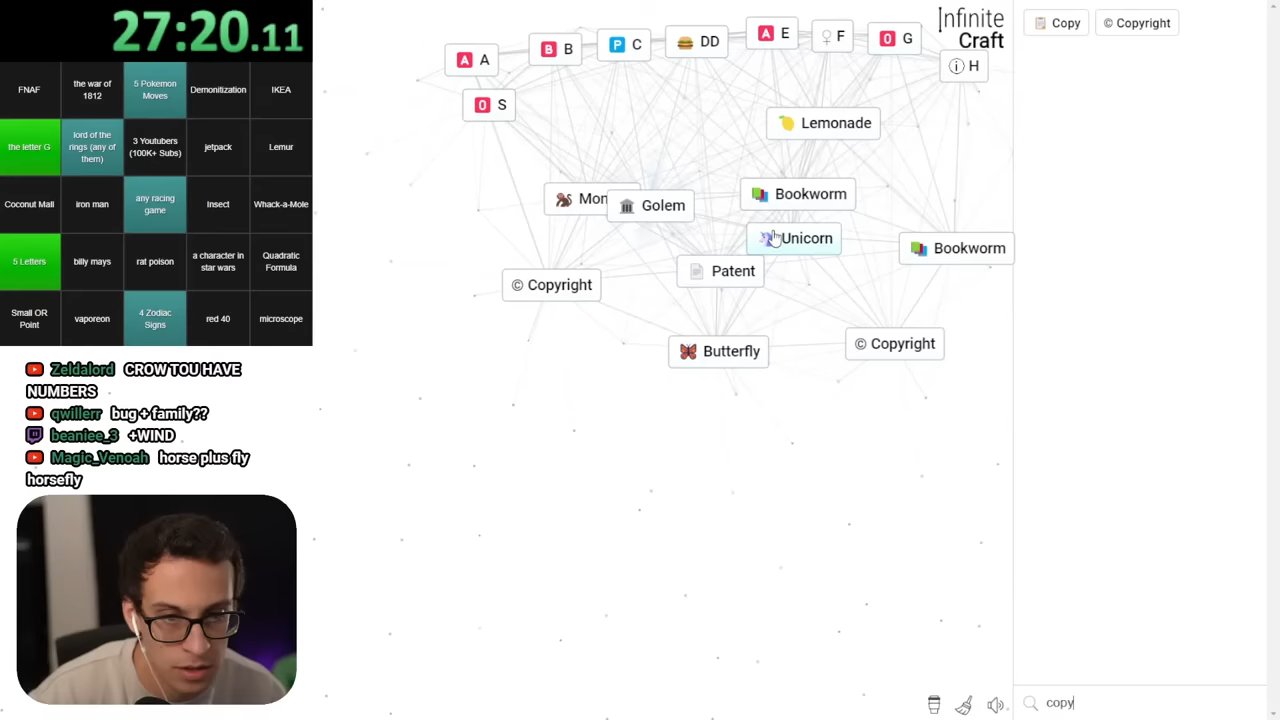 27:20.11
FNAF
the war of
1812
5 Pokemon
Moves
Demonitization
IKEA
the letter G
lord of the
rings (any of
them)
3 Youtubers
(100K+ Subs)
jetpack
Lemur
Coconut Mall
iron man
any racing
game
Insect
Whack-a-Mole
5 Letters
billy mays
rat poison
a character in
star wars
Quadratic
Formula
Small OR
Point
vaporeon
4 Zodiac
Signs
red 40
microscope
Zeldalord CROW TOU HAVE
NUMBERS
qwillerr bug + family??
beaniee_3 +WIND
Magic_Venoah horse plus fly
horsefly
A A
B B
P C
DD
A E
F
O G
i H
O S
Infinite
Craft
Lemonade
Mon
Golem
Bookworm
Unicorn
Bookworm
Patent
© Copyright
Butterfly
© Copyright
Copy
© Copyright
copy